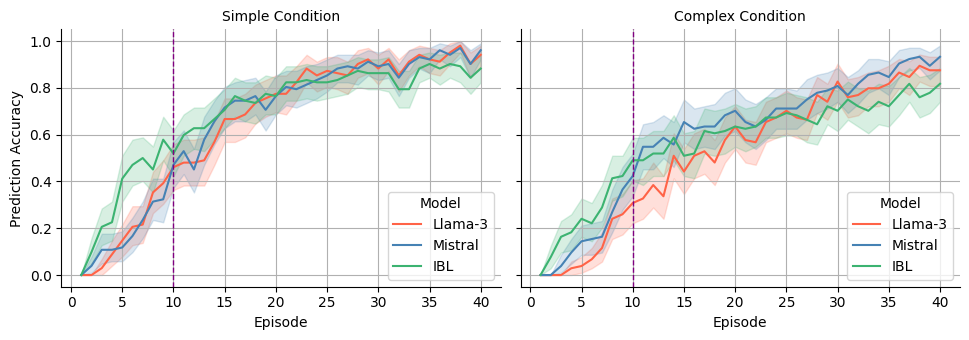 Simple Condition
Complex Condition
Prediction Accuracy
1.0
0.8
0.6
0.4
0.2
0.0
0 5 10 15 20 25 30 35 40
Episode
Model
Llama-3
Mistral
IBL
0 5 10 15 20 25 30 35 40
Episode
Model
Llama-3
Mistral
IBL